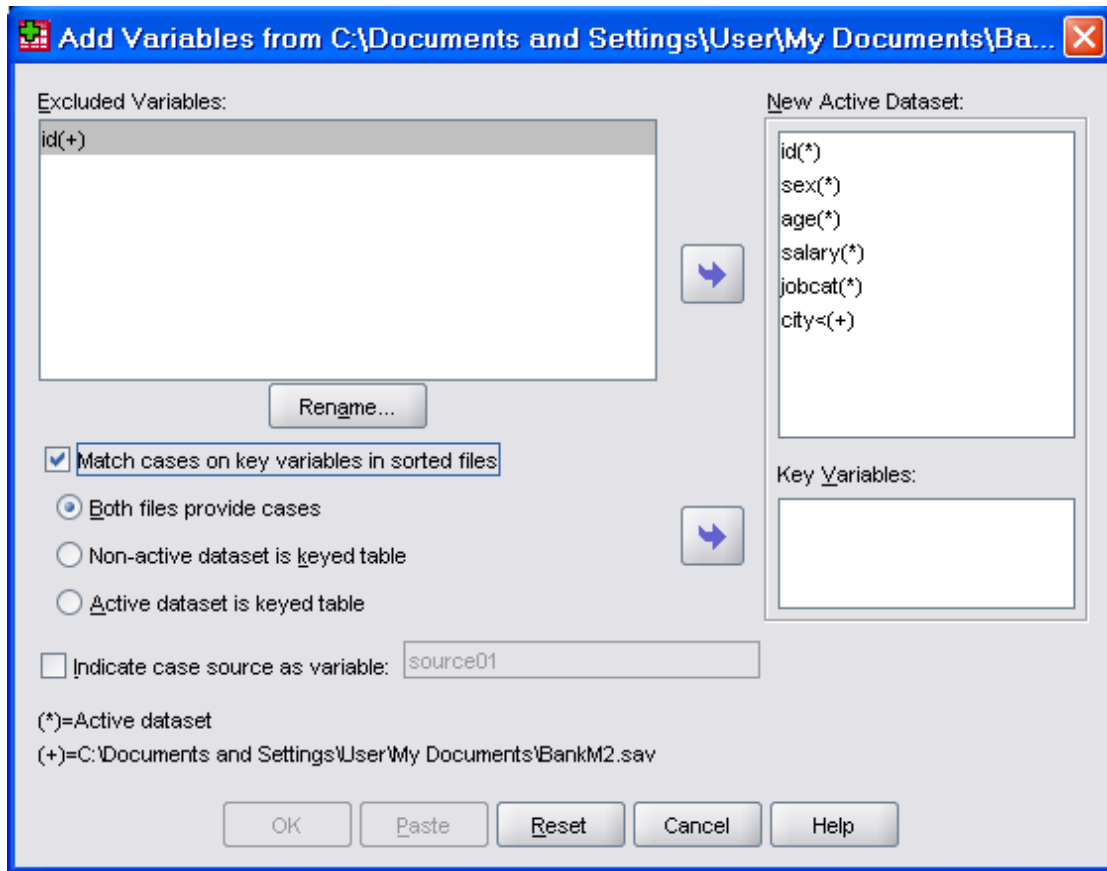 Add Variables from C:\Documents and Settings\User\My Documents\Ba...
Excluded Variables:
id(+)
Rename...
New Active Dataset:
id(*)
sex(*)
age(*)
salary(*)
jobcat(*)
city<(+)
Match cases on key variables in sorted files
Both files provide cases
Non-active dataset is keyed table
Active dataset is keyed table
Key Variables:
Indicate case source as variable: source01
(*)=Active dataset
(+)=C:\Documents and Settings\User\My Documents\BankM2.sav
OK Paste Reset Cancel Help